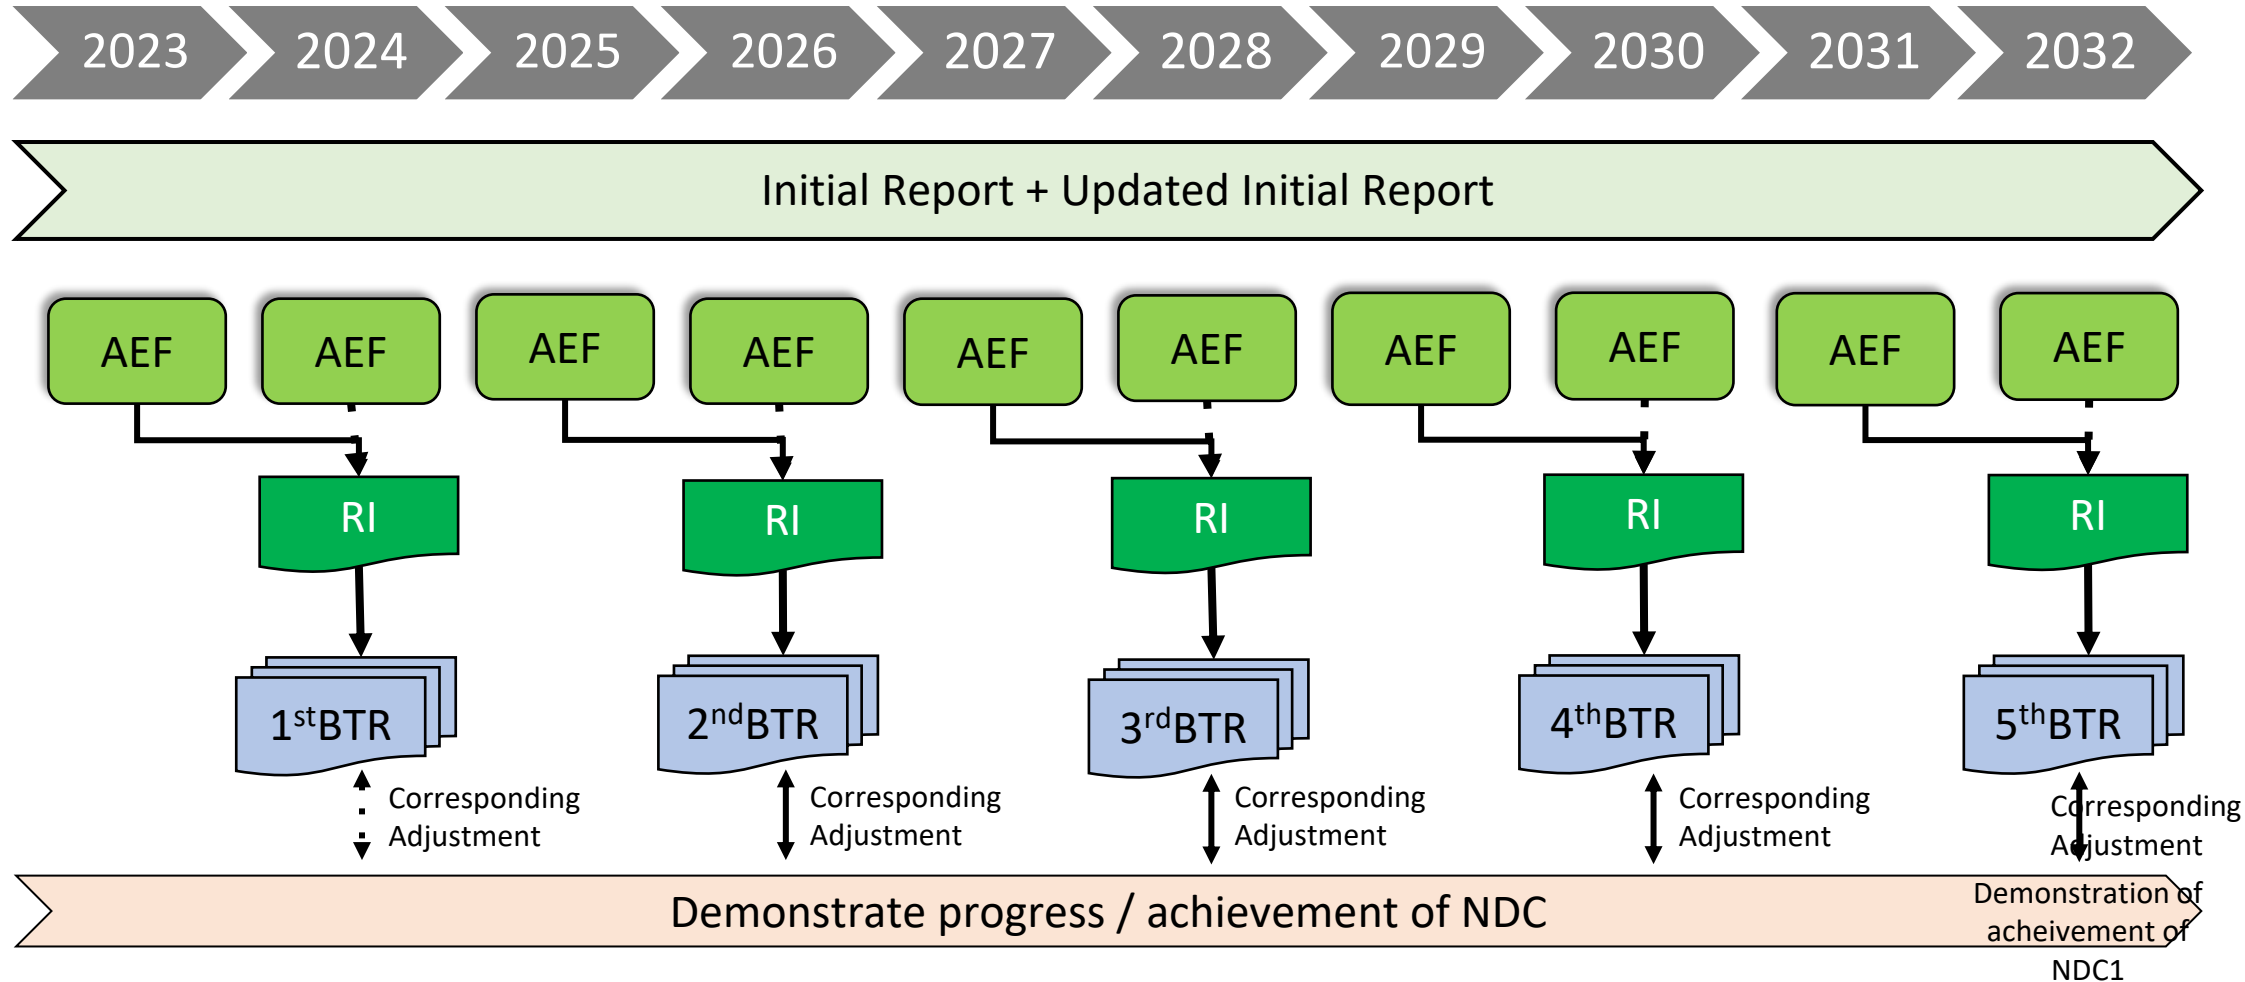 2023 2024 2025 2026 2027 2028 2029 2030 2031 2032
Initial Report + Updated Initial Report
AEF AEF AEF AEF AEF AEF AEF AEF AEF AEF
RI RI RI RI RI
1stBTR 2ndBTR 3rdBTR 4thBTR 5thBTR
Corresponding
Adjustment
Corresponding
Adjustment
Corresponding
Adjustment
Corresponding
Adjustment
Corresponding
Adjustment
Demonstrate progress / achievement of NDC
Demonstration of
acheivement of
NDC1